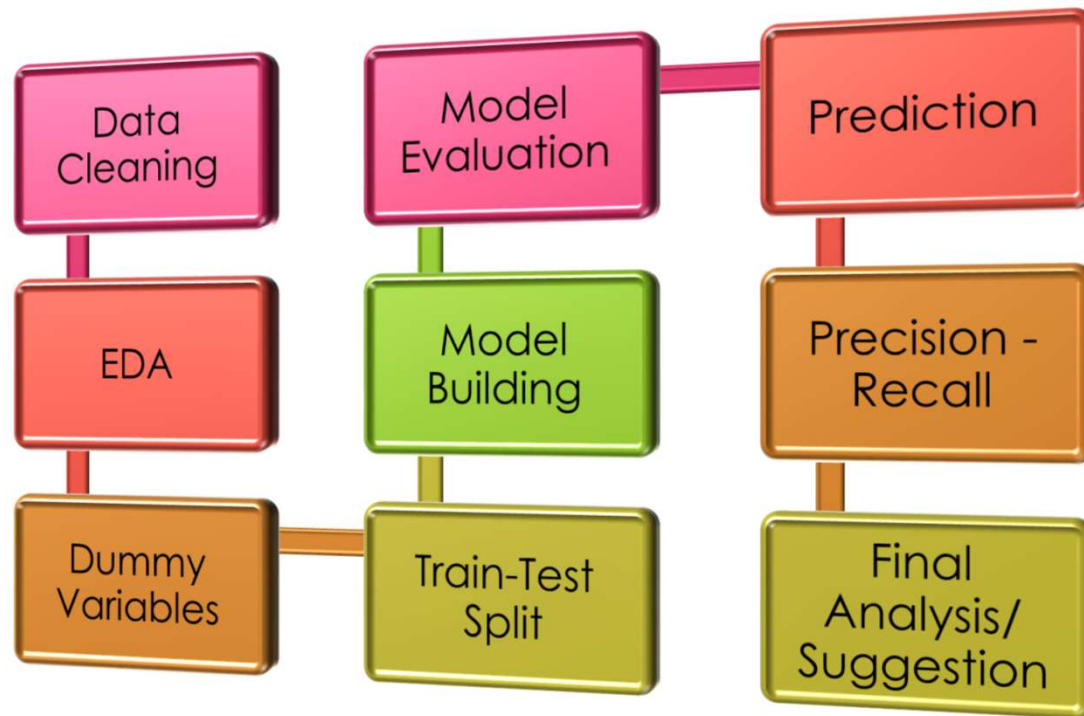 Data
Cleaning
EDA
Dummy
Variables
Train-Test
Split
Model
Building
Model
Evaluation
Prediction
Precision -
Recall
Final
Analysis/
Suggestion